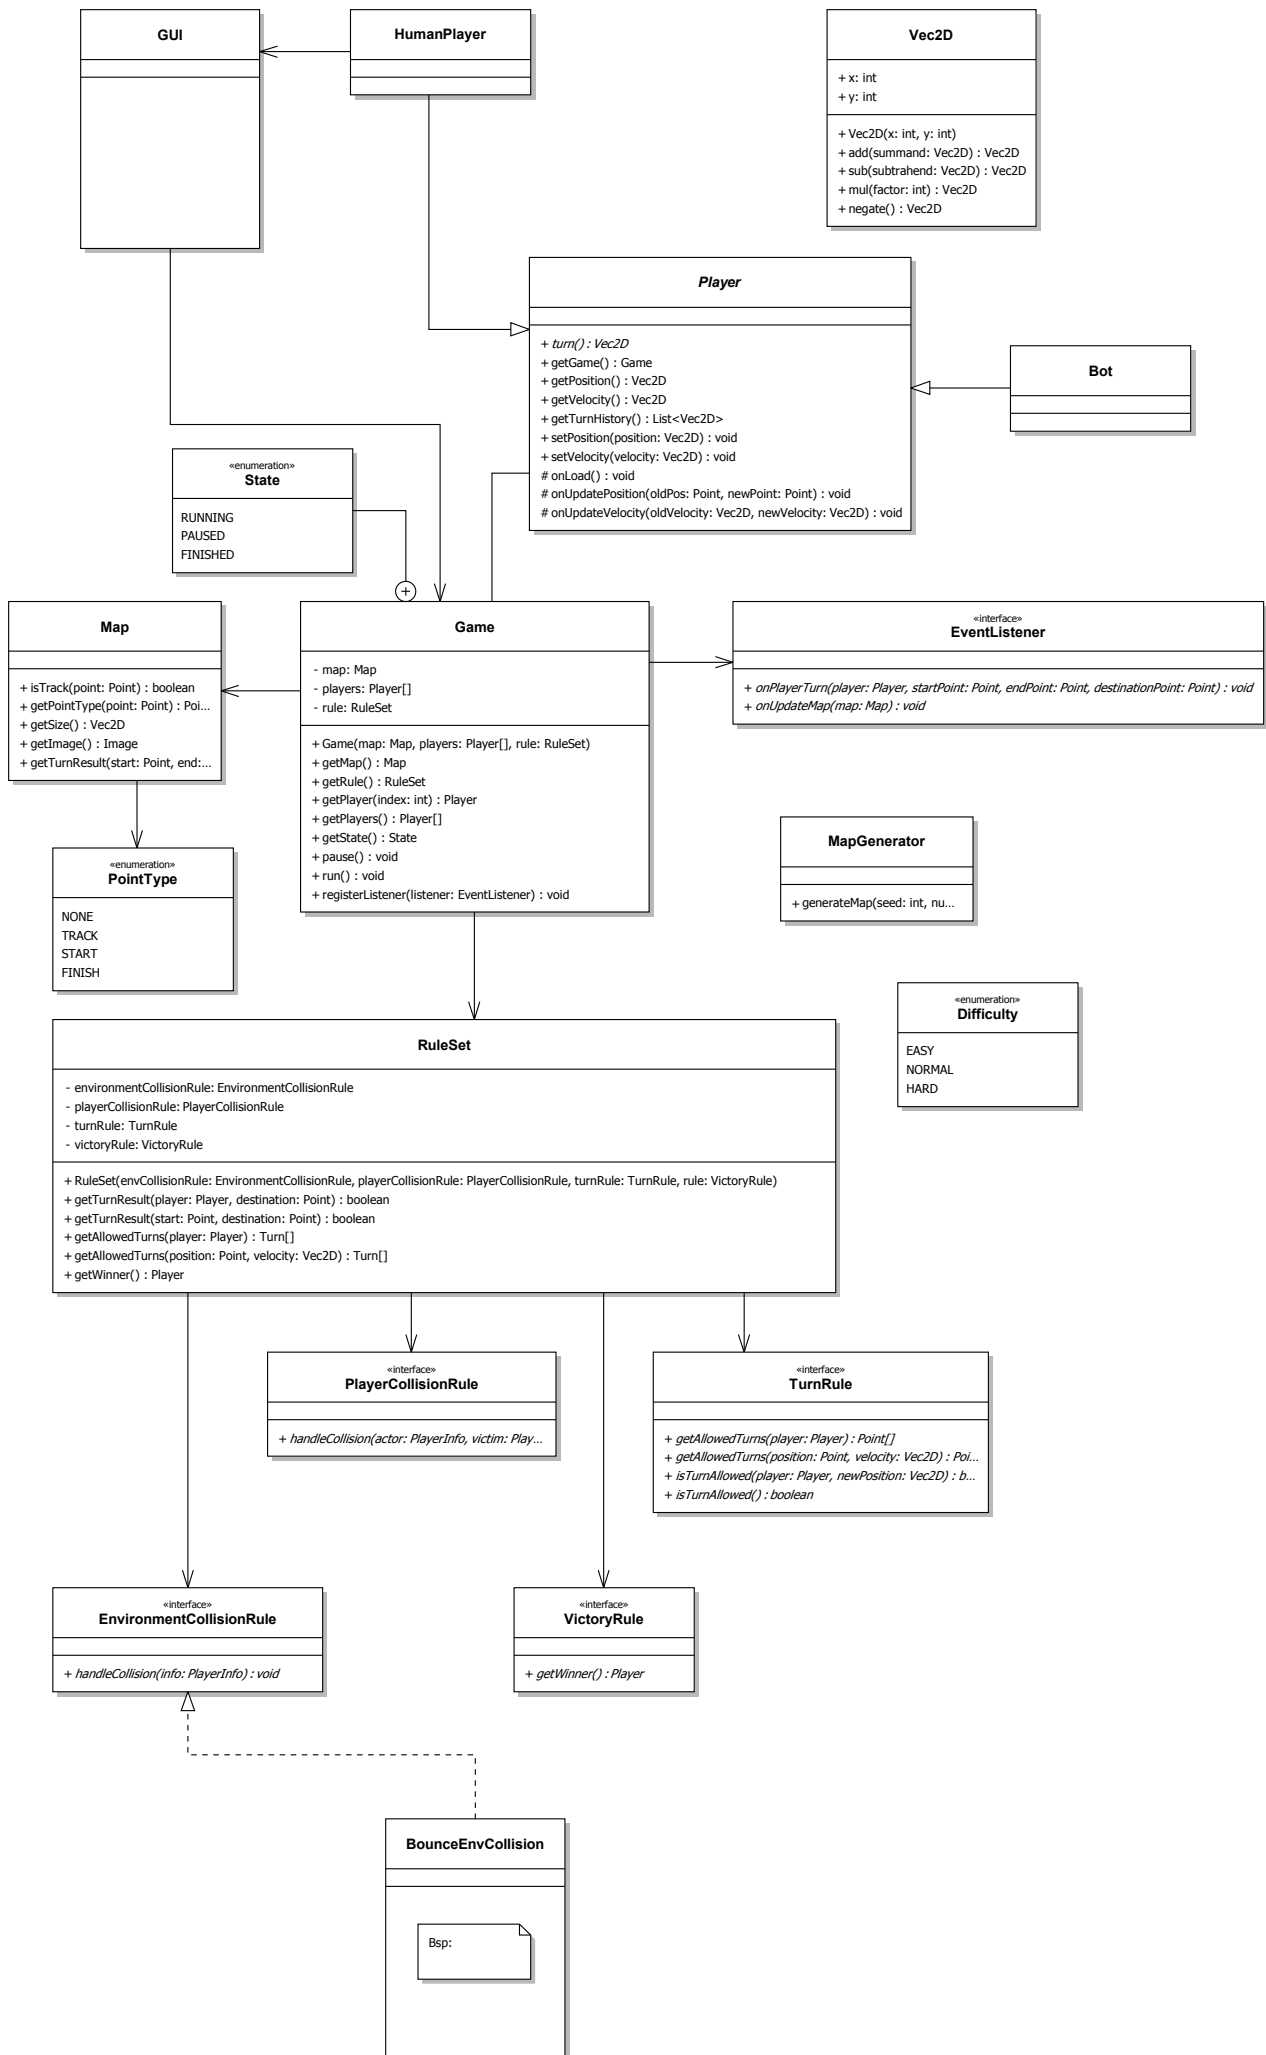 GUI
HumanPlayer
Vec2D
+ x: int
+ y: int
+ Vec2D(x: int, y: int)
+ add(summand: Vec2D) : Vec2D
+ sub(subtrahend: Vec2D) : Vec2D
+ mul(factor: int) : Vec2D
+ negate() : Vec2D
Player
+ turn() : Vec2D
+ getGame() : Game
+ getPosition() : Vec2D
+ getVelocity() : Vec2D
+ getTurnHistory() : List<Vec2D>
+ setPosition(position: Vec2D) : void
+ setVelocity(velocity: Vec2D) : void
# onLoad() : void
# onUpdatePosition(oldPos: Point, newPoint: Point) : void
# onUpdateVelocity(oldVelocity: Vec2D, newVelocity: Vec2D) : void
Bot
«enumeration»
State
RUNNING
PAUSED
FINISHED
+
Map
+ isTrack(point: Point) : boolean
+ getPointType(point: Point) : Poi...
+ getSize() : Vec2D
+ getImage() : Image
+ getTurnResult(start: Point, end:...
Game
- map: Map
- players: Player[]
- rule: RuleSet
+ Game(map: Map, players: Player[], rule: RuleSet)
+ getMap() : Map
+ getRule() : RuleSet
+ getPlayer(index: int) : Player
+ getPlayers() : Player[]
+ getState() : State
+ pause() : void
+ run() : void
+ registerListener(listener: EventListener) : void
«interface»
EventListener
+ onPlayerTurn(player: Player, startPoint: Point, endPoint: Point, destinationPoint: Point) : void
+ onUpdateMap(map: Map) : void
«enumeration»
PointType
NONE
TRACK
START
FINISH
MapGenerator
+ generateMap(seed: int, nu...
«enumeration»
Difficulty
EASY
NORMAL
HARD
RuleSet
- environmentCollisionRule: EnvironmentCollisionRule
- playerCollisionRule: PlayerCollisionRule
- turnRule: TurnRule
- victoryRule: VictoryRule
+ RuleSet(envCollisionRule: EnvironmentCollisionRule, playerCollisionRule: PlayerCollisionRule, turnRule: TurnRule, rule: VictoryRule)
+ getTurnResult(player: Player, destination: Point) : boolean
+ getTurnResult(start: Point, destination: Point) : boolean
+ getAllowedTurns(player: Player) : Turn[]
+ getAllowedTurns(position: Point, velocity: Vec2D) : Turn[]
+ getWinner() : Player
«interface»
PlayerCollisionRule
+ handleCollision(actor: PlayerInfo, victim: Play...
«interface»
TurnRule
+ getAllowedTurns(player: Player) : Point[]
+ getAllowedTurns(position: Point, velocity: Vec2D) : Poi...
+ isTurnAllowed(player: Player, newPosition: Vec2D) : b...
+ isTurnAllowed() : boolean
«interface»
EnvironmentCollisionRule
+ handleCollision(info: PlayerInfo) : void
«interface»
VictoryRule
+ getWinner() : Player
BounceEnvCollision
Bsp: